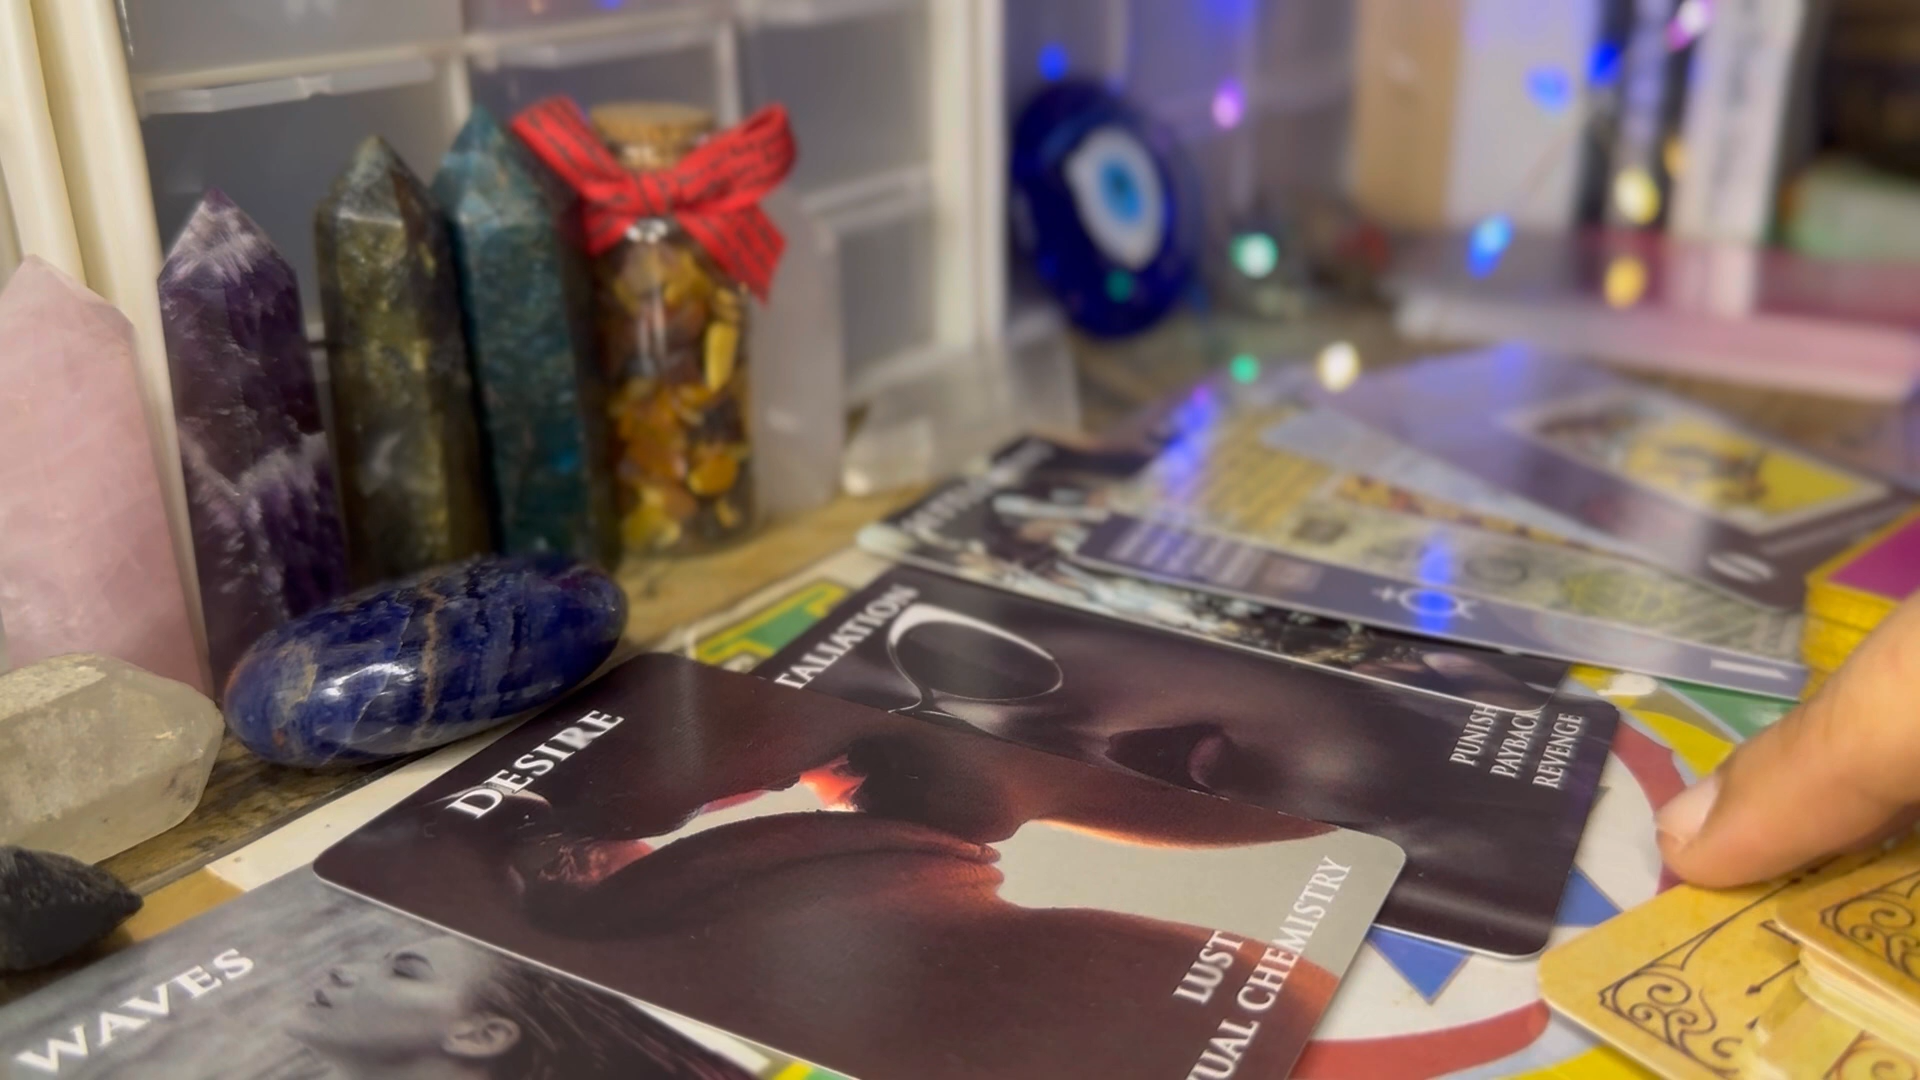 TALIATION
PUNISH
PAYBACK
REVENGE
DESIRE
LUST
UAL CHEMISTRY
WAVES